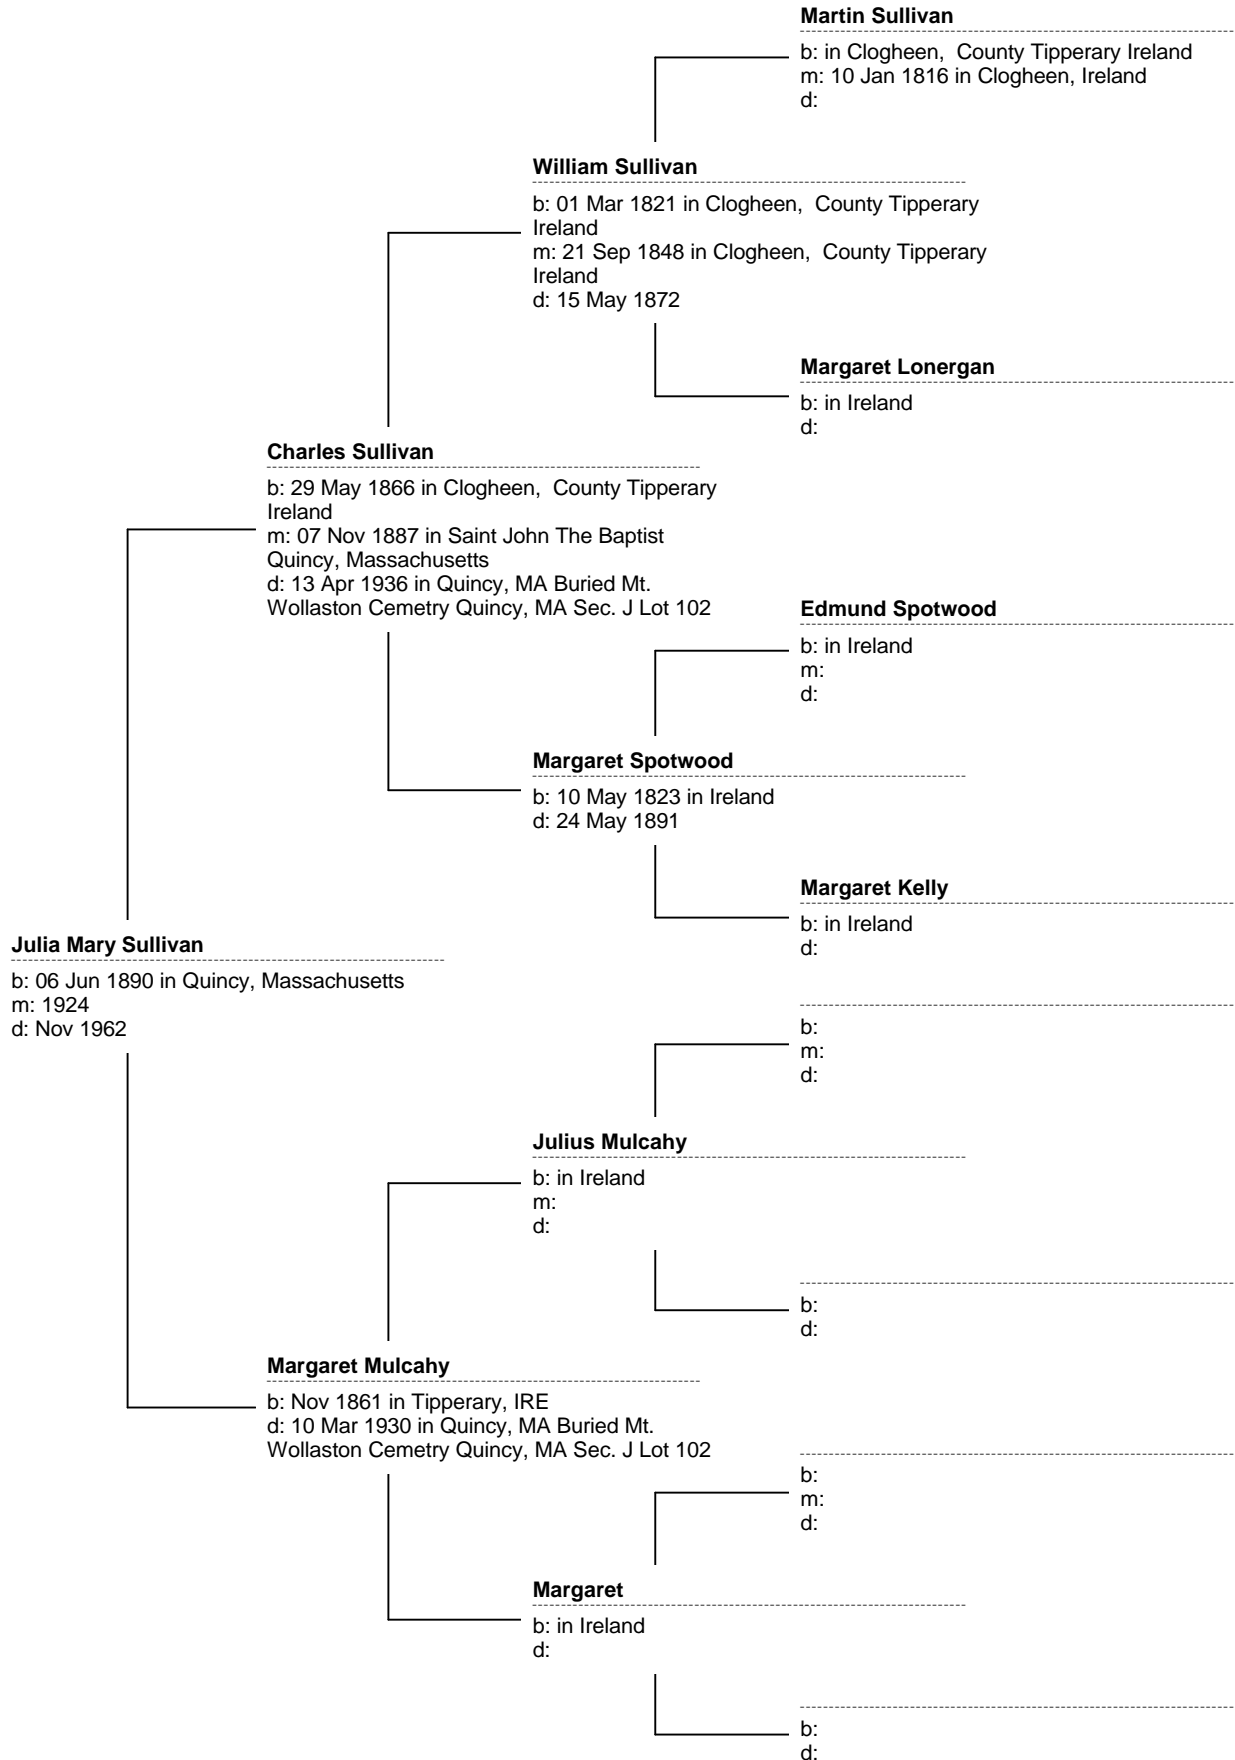 Martin Sullivan
b: in Clogheen, County Tipperary Ireland
m: 10 Jan 1816 in Clogheen, Ireland
d:
William Sullivan
b: 01 Mar 1821 in Clogheen, County Tipperary
Ireland
m: 21 Sep 1848 in Clogheen, County Tipperary
Ireland
d: 15 May 1872
Margaret Lonergan
b: in Ireland
d:
Charles Sullivan
b: 29 May 1866 in Clogheen, County Tipperary
Ireland
m: 07 Nov 1887 in Saint John The Baptist
Quincy, Massachusetts
d: 13 Apr 1936 in Quincy, MA Buried Mt.
Wollaston Cemetry Quincy, MA Sec. J Lot 102
Edmund Spotwood
b: in Ireland
m:
d:
Margaret Spotwood
b: 10 May 1823 in Ireland
d: 24 May 1891
Margaret Kelly
b: in Ireland
d:
Julia Mary Sullivan
b: 06 Jun 1890 in Quincy, Massachusetts
m: 1924
d: Nov 1962
b:
m:
d:
Julius Mulcahy
b: in Ireland
m:
d:
b:
d:
Margaret Mulcahy
b: Nov 1861 in Tipperary, IRE
d: 10 Mar 1930 in Quincy, MA Buried Mt.
Wollaston Cemetry Quincy, MA Sec. J Lot 102
b:
m:
d:
Margaret
b: in Ireland
d:
b:
d: